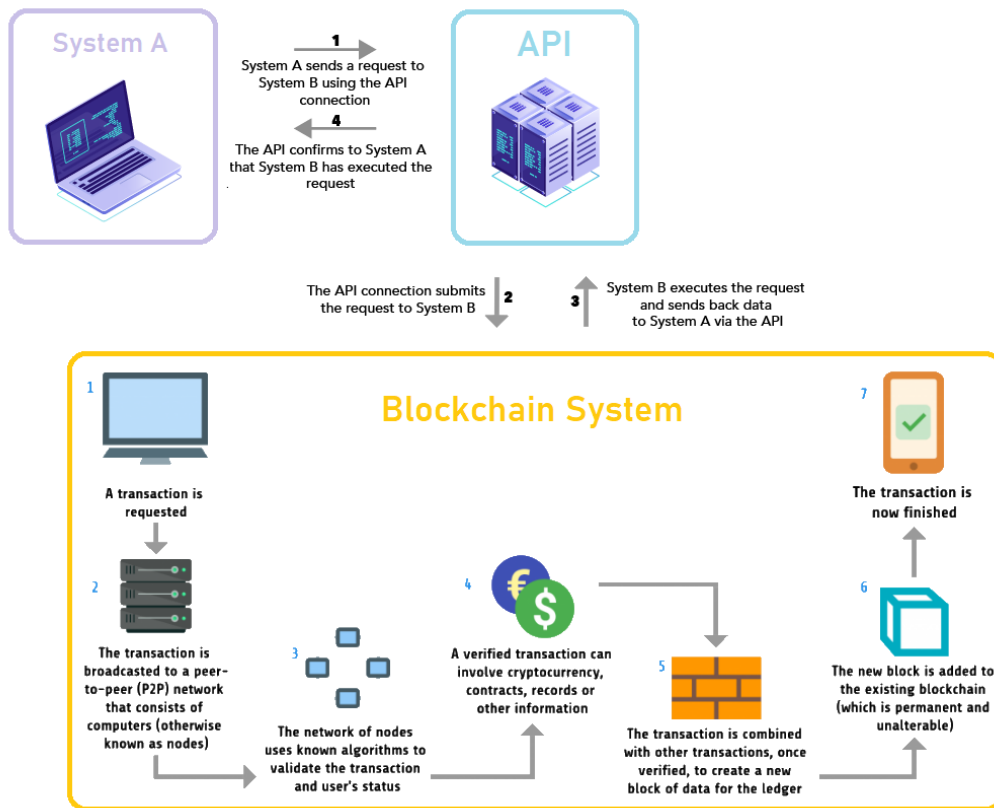 System A
API
1
System A sends a request to
System B using the API
connection
4
The API confirms to System A
that System B has executed the
request
.
The API connection submits
the request to System B
2
3
System B executes the request
and sends back data
to System A via the API
Blockchain System
1
A transaction is
requested
2
The transaction is
broadcasted to a peer-
to-peer (P2P) network
that consists of
computers (otherwise
known as nodes)
3
The network of nodes
uses known algorithms to
validate the transaction
and user's status
4
€
$
A verified transaction can
involve cryptocurrency,
contracts, records or
other information
5
The transaction is combined
with other transactions, once
verified, to create a new
block of data for the ledger
6
The new block is added to
the existing blockchain
(which is permanent and
unalterable)
7
The transaction is
now finished